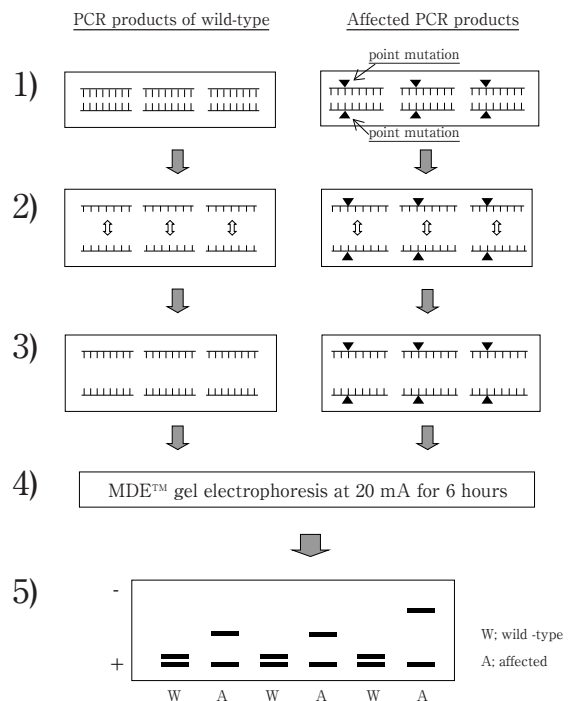 PCR products of wild-type
Affected PCR products
point mutation
1)
point mutation
2)
3)
4)
MDE™ gel electrophoresis at 20 mA for 6 hours
5)
-
W; wild -type
+
A; affected
W A W A W A